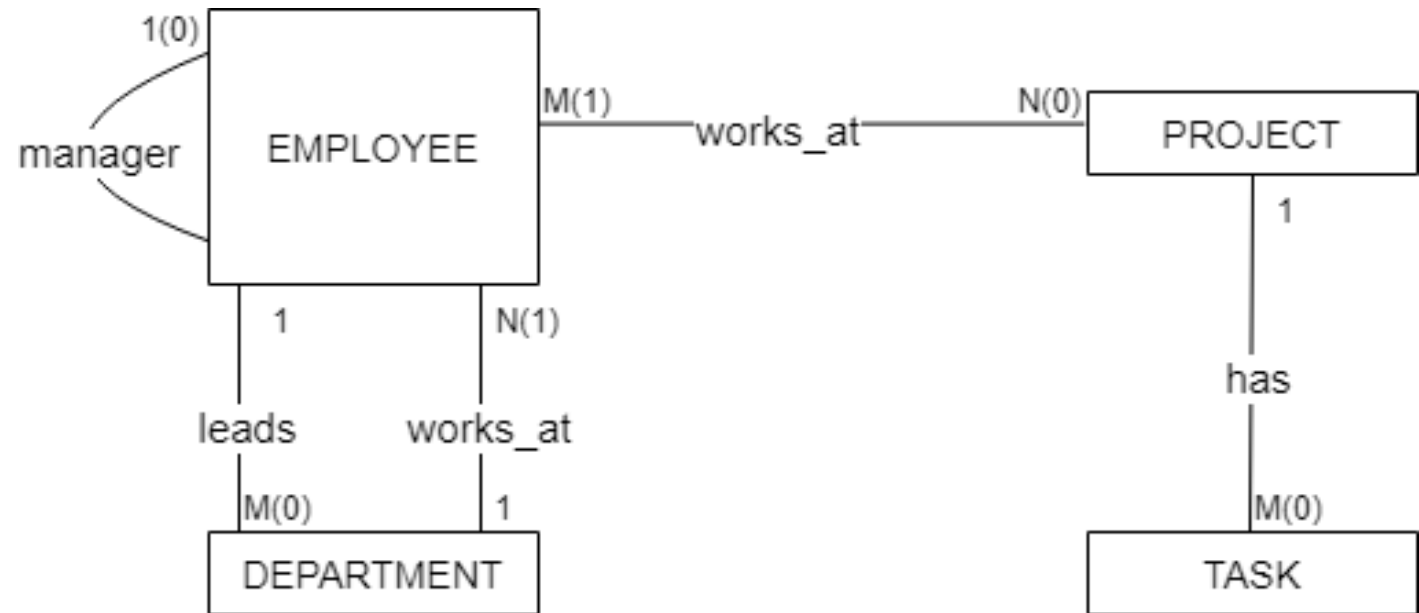 1(0)
manager
EMPLOYEE
M(1)
works_at
N(0)
PROJECT
1
N(1)
1
leads
works_at
has
M(0)
1
M(0)
DEPARTMENT
TASK